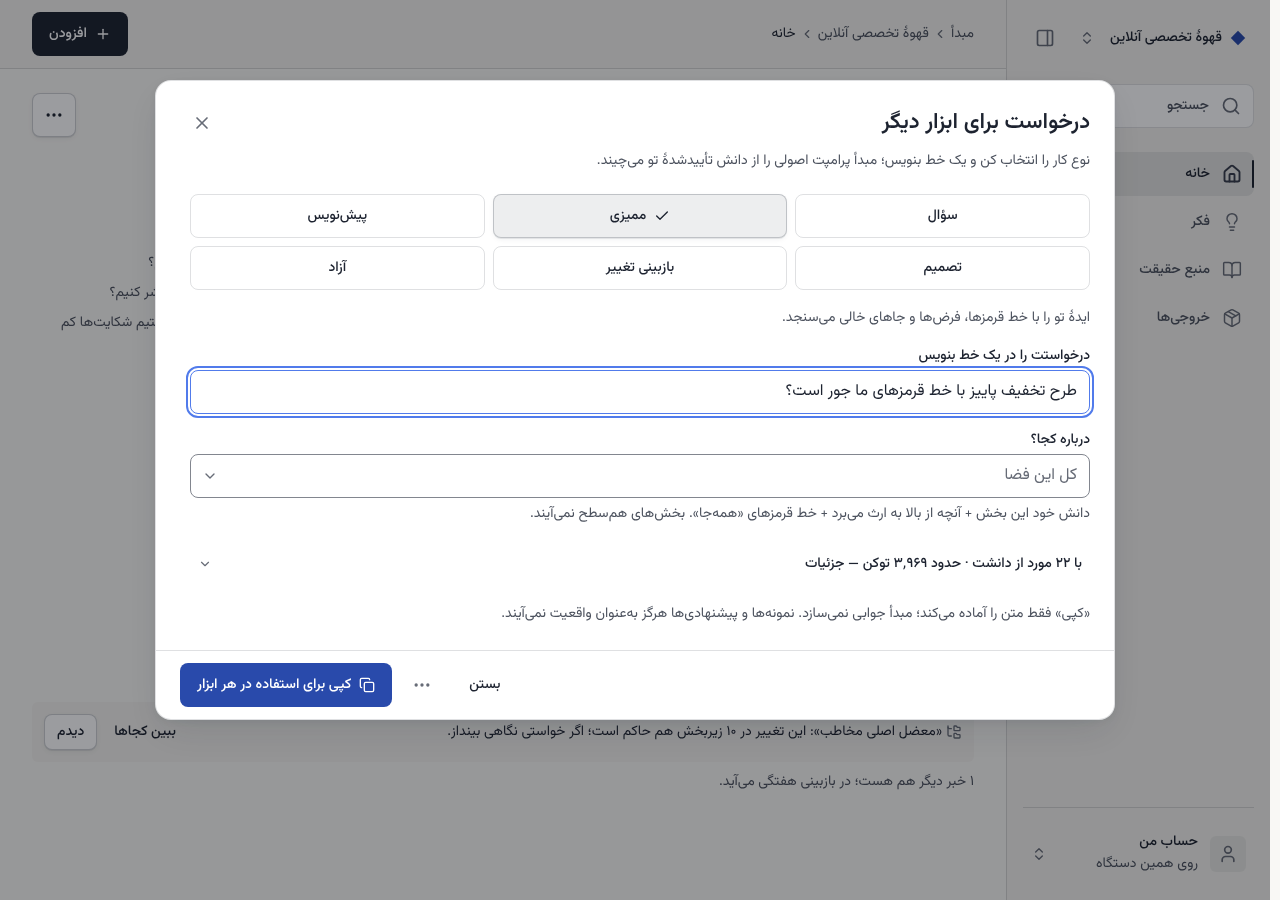 قهوهٔ تخصصی آنلاین
مبدأ › قهوهٔ تخصصی آنلاین › خانه
افزودن
جستجو
خانه
فکر
منبع حقیقت
خروجی‌ها
درخواست برای ابزار دیگر
نوع کار را انتخاب کن و یک خط بنویس؛ مبدأ پرامپت اصولی را از دانش تأییدشدهٔ تو می‌چیند.
سؤال
ممیزی
پیش‌نویس
تصمیم
بازبینی تغییر
آزاد
ایدهٔ تو را با خط قرمزها، فرض‌ها و جاهای خالی می‌سنجد.
درخواستت را در یک خط بنویس
طرح تخفیف پاییز با خط قرمزهای ما جور است؟
درباره کجا؟
کل این فضا
دانش خود این بخش + آنچه از بالا به ارث می‌برد + خط قرمزهای «همه‌جا». بخش‌های هم‌سطح نمی‌آیند.
با ۲۲ مورد از دانشت · حدود ۳٬۹۶۹ توکن — جزئیات
«کپی» فقط متن را آماده می‌کند؛ مبدأ جوابی نمی‌سازد. نمونه‌ها و پیشنهادی‌ها هرگز به‌عنوان واقعیت نمی‌آیند.
بستن
کپی برای استفاده در هر ابزار
؟
کنیم؟
شکایت‌ها کم
«معضل اصلی مخاطب»: این تغییر در ۱۰ زیربخش هم حاکم است؛ اگر خواستی نگاهی بینداز.
ببین کجاها
دیدم
۱ خبر دیگر هم هست؛ در بازبینی هفتگی می‌آید.
حساب من
روی همین دستگاه